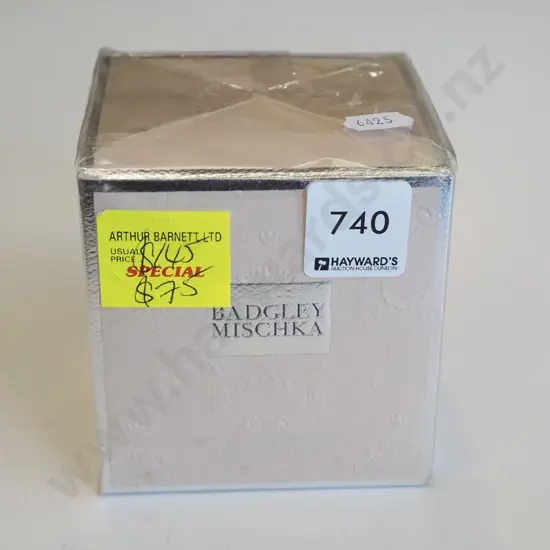 6425
740
HAYWARD'S
AUCTION HOUSE DUNEDIN
ARTHUR BARNETT LTD
USUAL
PRICE $145
SPECIAL
$75
BADGLEY
MISCHKA